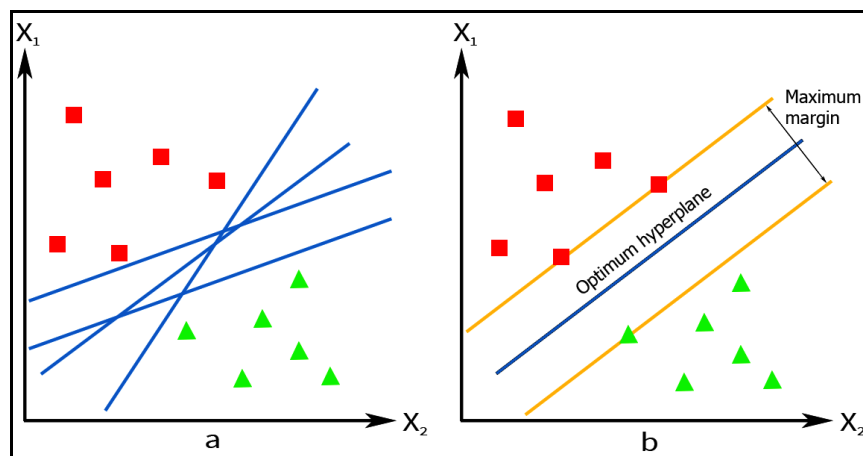 X₁
X₂
a
X₁
Maximum
margin
Optimum hyperplane
X₂
b